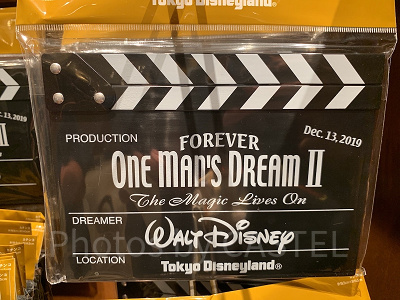 Tokyo Disneyland®
PRODUCTION
FOREVER
Dec. 13, 2019
ONE MAN'S DREAM II
The Magic Lives On
DREAMER
WALT DISNEY
LOCATION
Tokyo Disneyland®